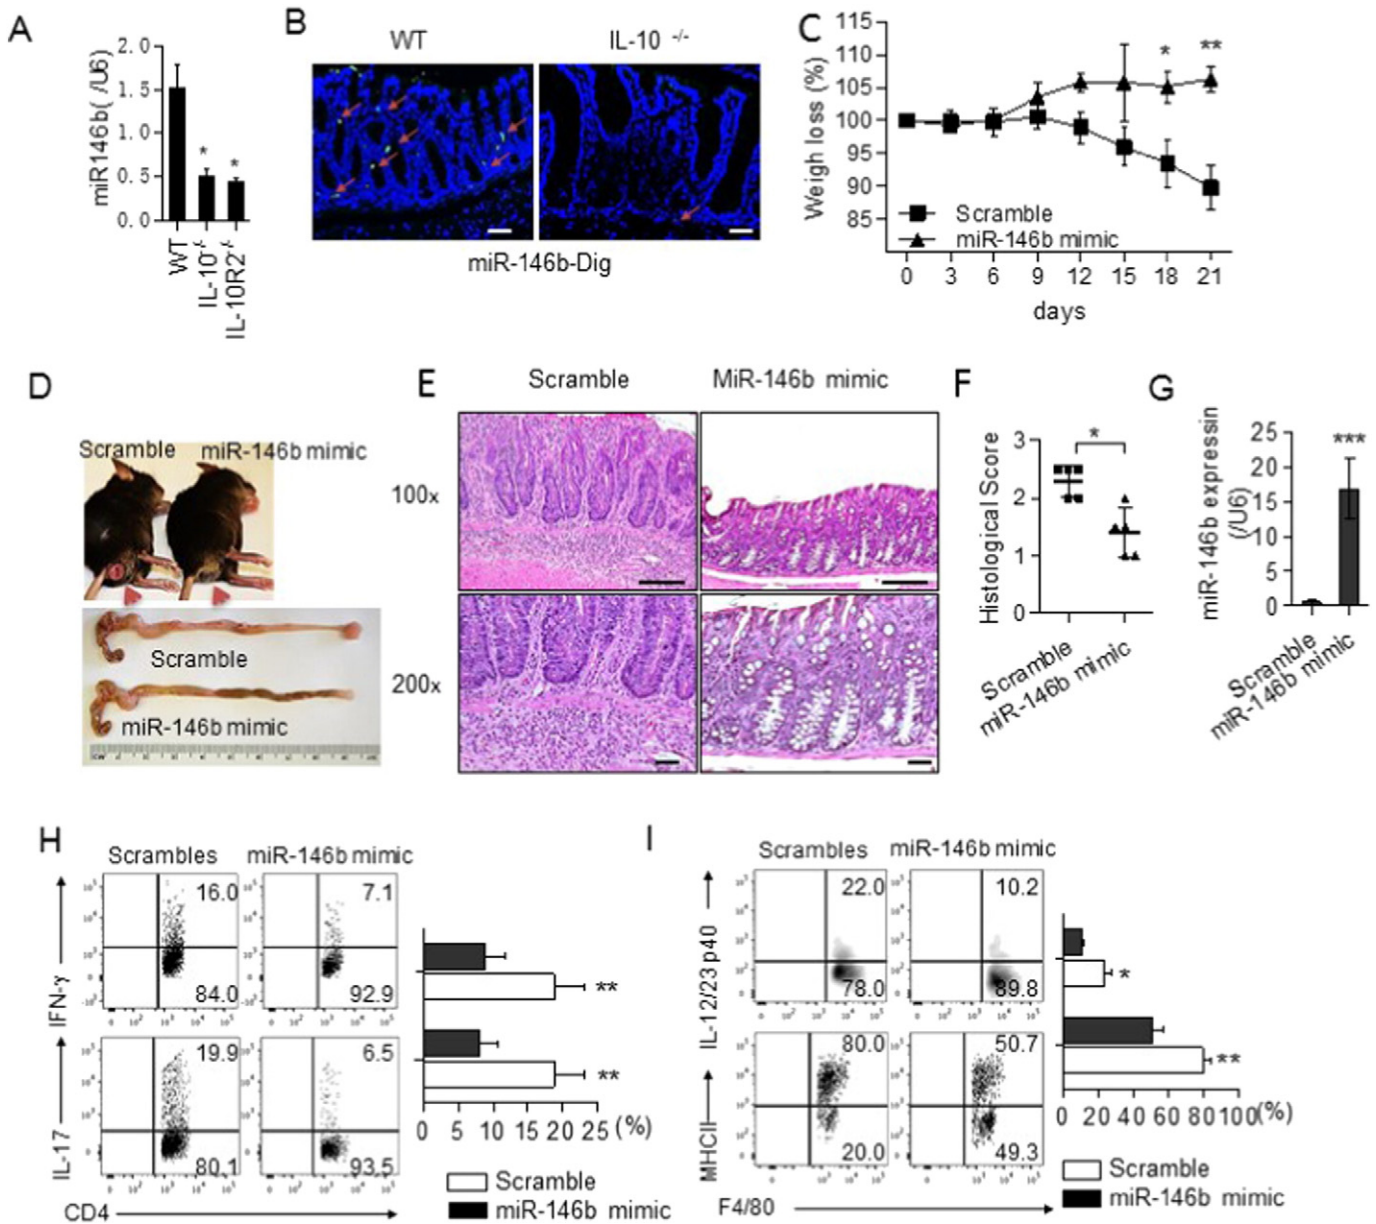 A
2.0
1.5
1.0
0.5
0.0
miR146b( /U6)
*
*
WT
IL-10-/-
IL-10R2-/-
B
WT
IL-10 -/-
miR-146b-Dig
C
115
110
105
100
95
90
85
Weigh loss (%)
*
**
Scramble
miR-146b mimic
0 3 6 9 12 15 18 21
days
D
Scramble miR-146b mimic
Scramble
miR-146b mimic
E
Scramble MiR-146b mimic
100x
200x
F
Histological Score
3
2
1
0
*
Scramble
miR-146b mimic
G
miR-146b expressin
(/U6)
25
20
15
10
5
0
***
Scramble
miR-146b mimic
H
Scrambles miR-146b mimic
IFN-γ
16.0
84.0
7.1
92.9
IL-17
19.9
80.1
6.5
93.5
CD4
**
**
0 5 10 15 20 25 (%)
Scramble
miR-146b mimic
I
Scrambles miR-146b mimic
IL-12/23 p40
22.0
78.0
10.2
89.8
MHCII
80.0
20.0
50.7
49.3
F4/80
*
**
0 20 40 60 80 100(%)
Scramble
miR-146b mimic